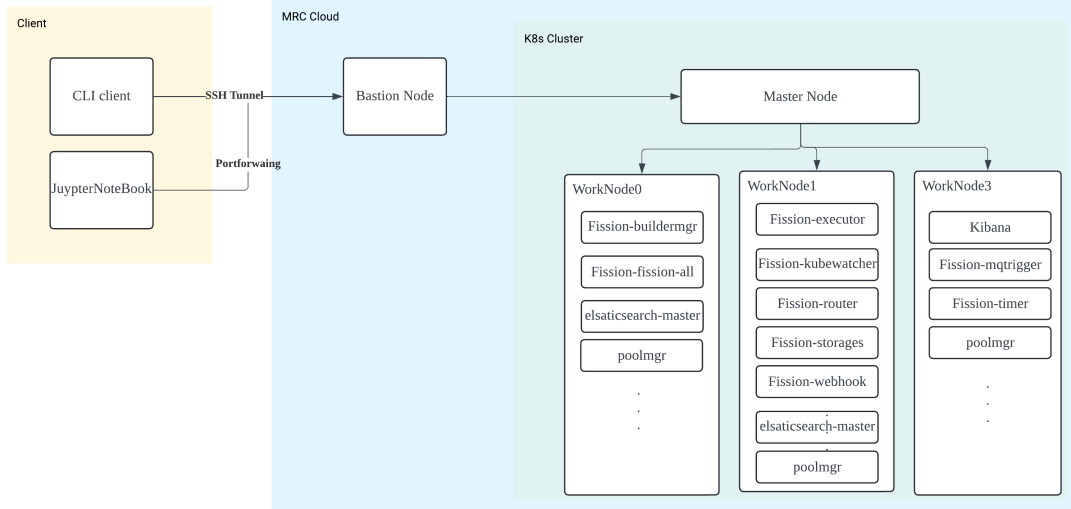 Client
CLI client
JuypterNoteBook
SSH Tunnel
Portforwaing
MRC Cloud
Bastion Node
K8s Cluster
Master Node
WorkNode0
Fission-buildermgr
Fission-fission-all
elsaticsearch-master
poolmgr
.
.
.
WorkNode1
Fission-executor
Fission-kubewatcher
Fission-router
Fission-storages
Fission-webhook
elsaticsearch-master
poolmgr
.
.
.
WorkNode3
Kibana
Fission-mqtrigger
Fission-timer
poolmgr
.
.
.